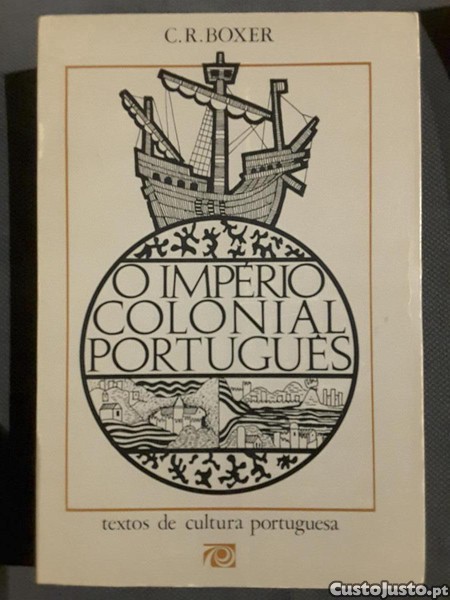 C.R.BOXER
O IMPÉRIO
COLONIAL
PORTUGUÊS
textos de cultura portuguesa
CustoJusto.pt